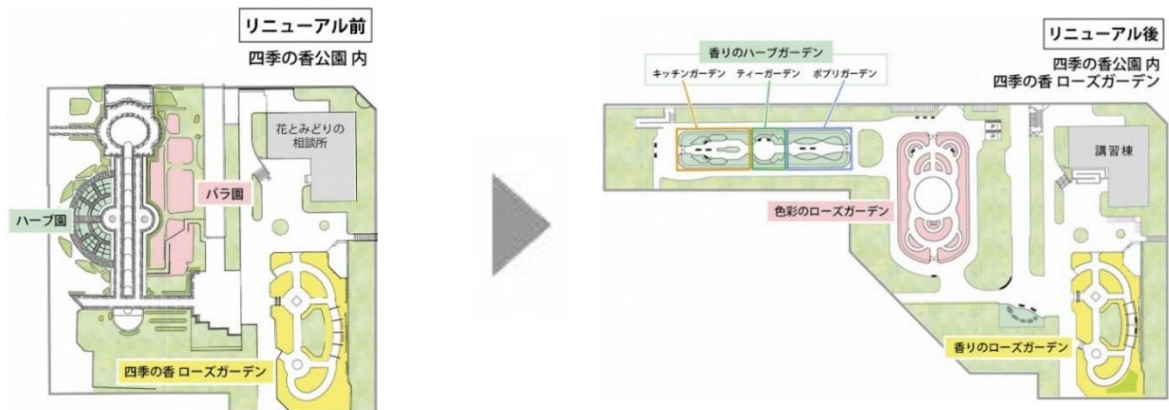 リニューアル前
四季の香公園 内
花とみどりの
相談所
バラ園
ハーブ園
四季の香 ローズガーデン
リニューアル後
四季の香公園 内
四季の香 ローズガーデン
香りのハーブガーデン
キッチンガーデン ティーガーデン ポプリガーデン
講習棟
色彩のローズガーデン
香りのローズガーデン